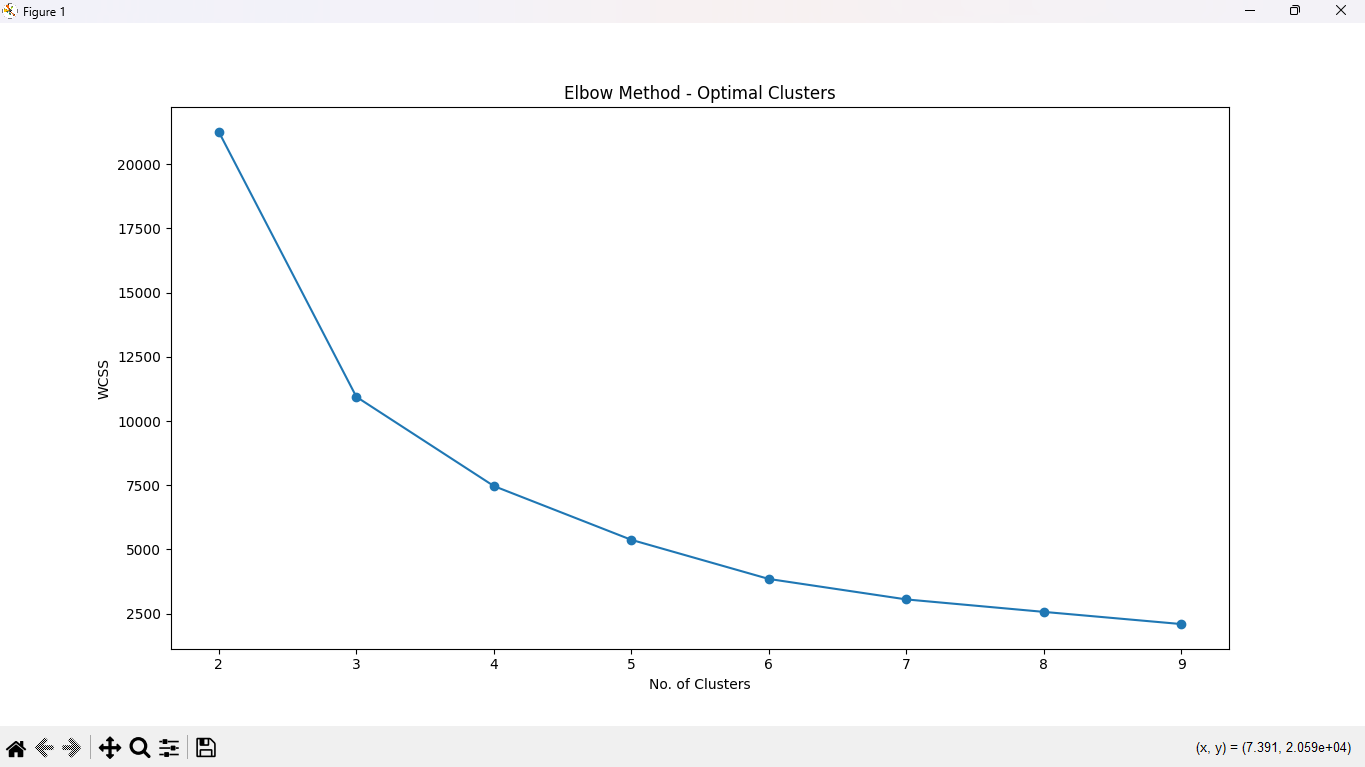 Figure 1
Elbow Method - Optimal Clusters
20000
17500
15000
12500
10000
7500
5000
2500
WCSS
2 3 4 5 6 7 8 9
No. of Clusters
(x, y) = (7.391, 2.059e+04)